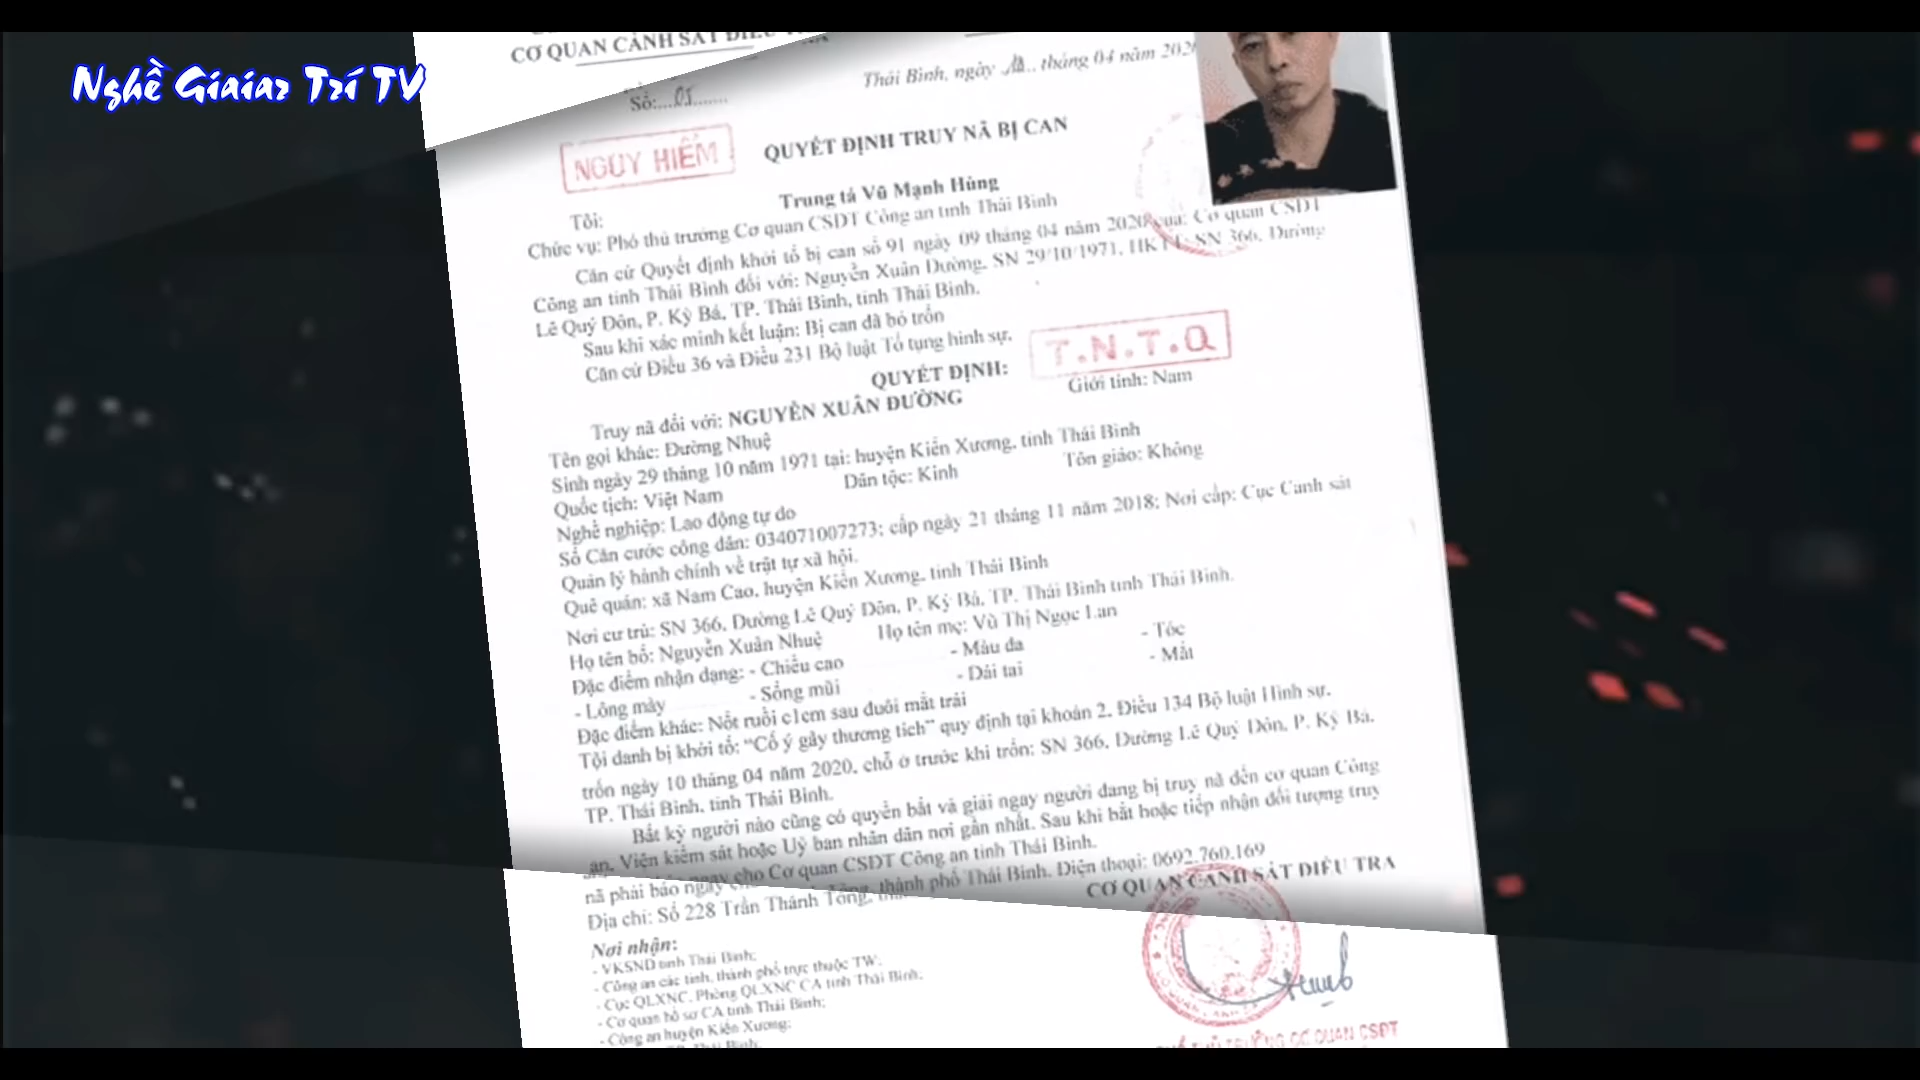 Nghề Giaiar Trí TV
CƠ QUAN CẢNH SÁT ĐIỀU TRA
Số:...05.......
Thái Bình, ngày ... tháng 04 năm 2020
NGUY HIỂM
QUYẾT ĐỊNH TRUY NÃ BỊ CAN
Tôi: Trung tá Vũ Mạnh Hùng
Chức vụ: Phó thủ trưởng Cơ quan CSĐT Công an tỉnh Thái Bình
Căn cứ Quyết định khởi tố bị can số 91 ngày 09 tháng 04 năm 2020 của: Cơ quan CSĐT
Công an tỉnh Thái Bình đối với: Nguyễn Xuân Đường, SN 29/10/1971, HKTT: SN 366, Đường
Lê Quý Đôn, P. Kỳ Bá, TP. Thái Bình, tỉnh Thái Bình.
Sau khi xác minh kết luận: Bị can đã bỏ trốn
Căn cứ Điều 36 và Điều 231 Bộ luật Tố tụng hình sự,
T.N.T.Q
QUYẾT ĐỊNH:
Truy nã đối với: NGUYỄN XUÂN ĐƯỜNG Giới tính: Nam
Tên gọi khác: Đường Nhuệ
Sinh ngày 29 tháng 10 năm 1971 tại: huyện Kiến Xương, tỉnh Thái Bình
Quốc tịch: Việt Nam Dân tộc: Kinh Tôn giáo: Không
Nghề nghiệp: Lao động tự do
Số Căn cước công dân: 034071007273; cấp ngày 21 tháng 11 năm 2018; Nơi cấp: Cục Cảnh sát
Quản lý hành chính về trật tự xã hội.
Quê quán: xã Nam Cao, huyện Kiến Xương, tỉnh Thái Bình
Nơi cư trú: SN 366, Đường Lê Quý Đôn, P. Kỳ Bá, TP. Thái Bình tỉnh Thái Bình.
Họ tên bố: Nguyễn Xuân Nhuệ Họ tên mẹ: Vũ Thị Ngọc Lan
Đặc điểm nhận dạng: - Chiều cao - Màu da - Tóc
- Lông mày - Sống mũi - Dái tai - Mắt
Đặc điểm khác: Nốt ruồi c1cm sau đuôi mắt trái
Tội danh bị khởi tố: “Cố ý gây thương tích” quy định tại khoản 2, Điều 134 Bộ luật Hình sự,
trốn ngày 10 tháng 04 năm 2020, chỗ ở trước khi trốn: SN 366, Đường Lê Quý Đôn, P. Kỳ Bá,
TP. Thái Bình, tỉnh Thái Bình.
Bất kỳ người nào cũng có quyền bắt và giải ngay người đang bị truy nã đến cơ quan Công
an, Viện kiểm sát hoặc Uỷ ban nhân dân nơi gần nhất. Sau khi bắt hoặc tiếp nhận đối tượng truy
nã phải báo ngay cho Cơ quan CSĐT Công an tỉnh Thái Bình.
Địa chỉ: Số 228 Trần Thánh Tông, thành phố Thái Bình. Điện thoại: 0692.760.169
CƠ QUAN CẢNH SÁT ĐIỀU TRA
Nơi nhận:
- VKSND tỉnh Thái Bình;
- Công an các tỉnh, thành phố trực thuộc TW;
- Cục QLXNC, Phòng QLXNC CA tỉnh Thái Bình;
- Cơ quan hồ sơ CA tỉnh Thái Bình;
- Công an huyện Kiến Xương;
Thái Bình,
THỦ TRƯỞNG CƠ QUAN CSĐT